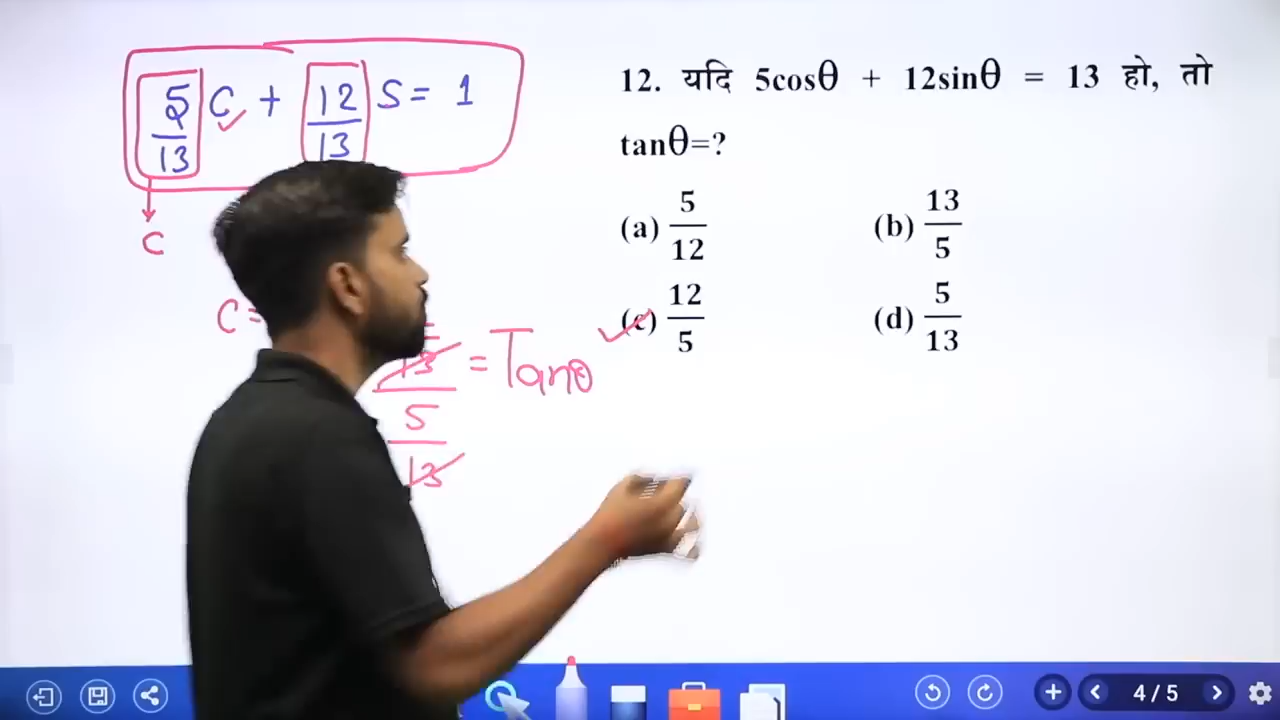 5/13 C + 12/13 S = 1
C
C =
13
= Tanθ
5
13
12. यदि 5cosθ + 12sinθ = 13 हो, तो
tanθ=?
(a) 5/12 (b) 13/5
(c) 12/5 (d) 5/13
4 / 5